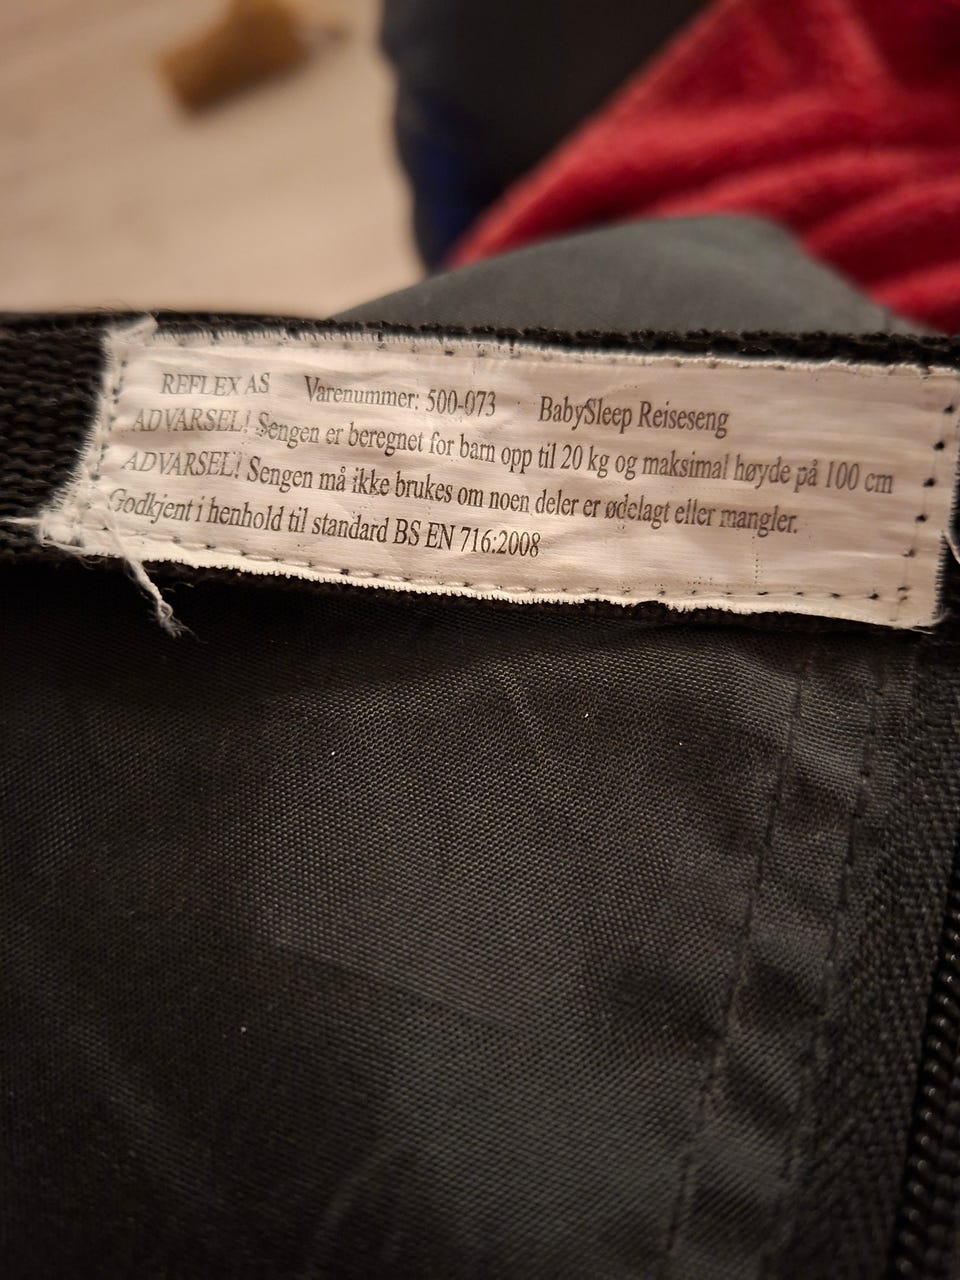 REFLEX AS Varenummer: 500-073 BabySleep Reiseseng
ADVARSEL! Sengen er beregnet for barn opp til 20 kg og maksimal høyde på 100 cm
ADVARSEL! Sengen må ikke brukes om noen deler er ødelagt eller mangler.
Godkjent i henhold til standard BS EN 716:2008